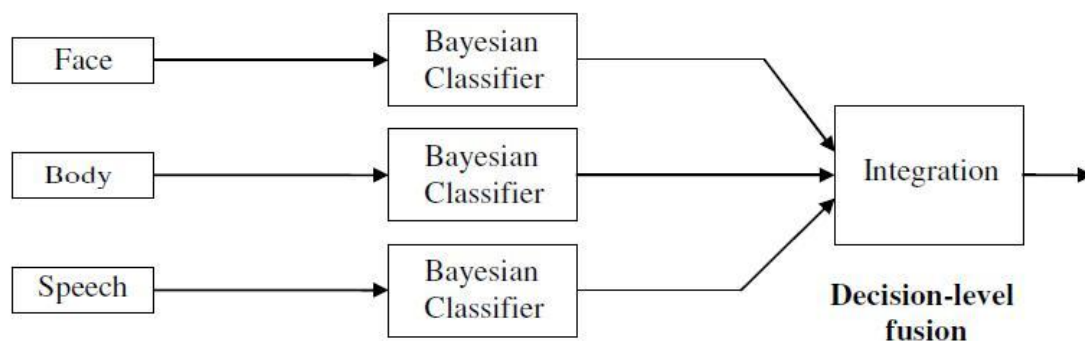 Face
Bayesian
Classifier
Body
Bayesian
Classifier
Integration
Speech
Bayesian
Classifier
Decision-level
fusion